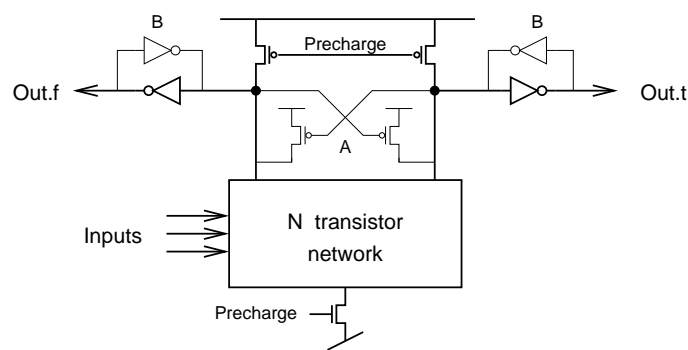 B
B
Precharge
Out.f
Out.t
A
N transistor
network
Inputs
Precharge